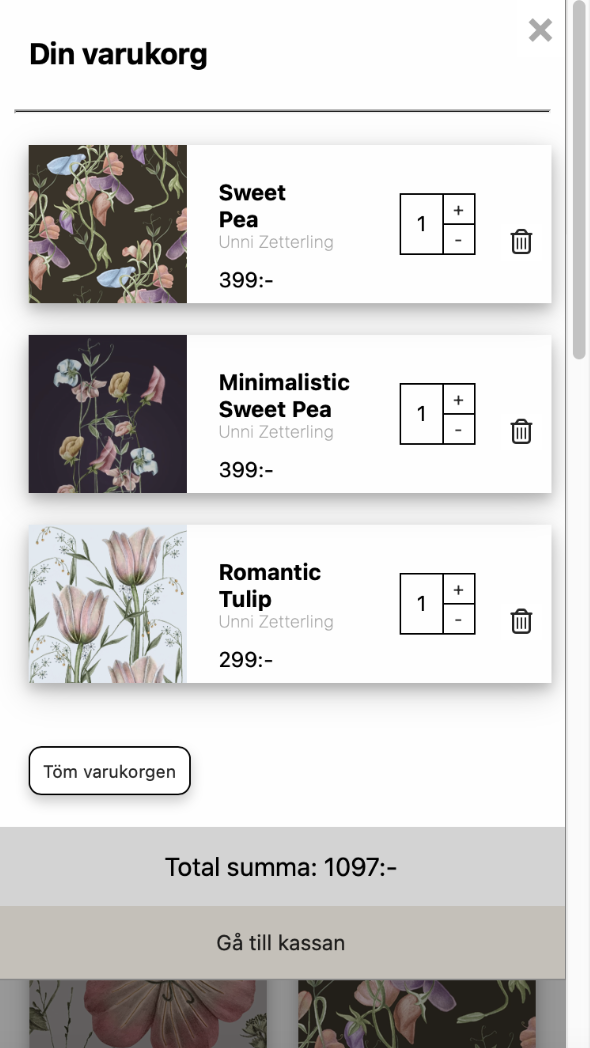 Din varukorg
Sweet
Pea
Unni Zetterling
399:-
1
+
-
Minimalistic
Sweet Pea
Unni Zetterling
399:-
1
+
-
Romantic
Tulip
Unni Zetterling
299:-
1
+
-
Töm varukorgen
Total summa: 1097:-
Gå till kassan